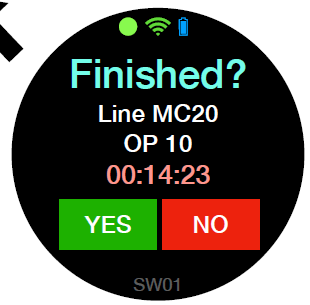 Finished?
Line MC20
OP 10
00:14:23
YES NO
SW01